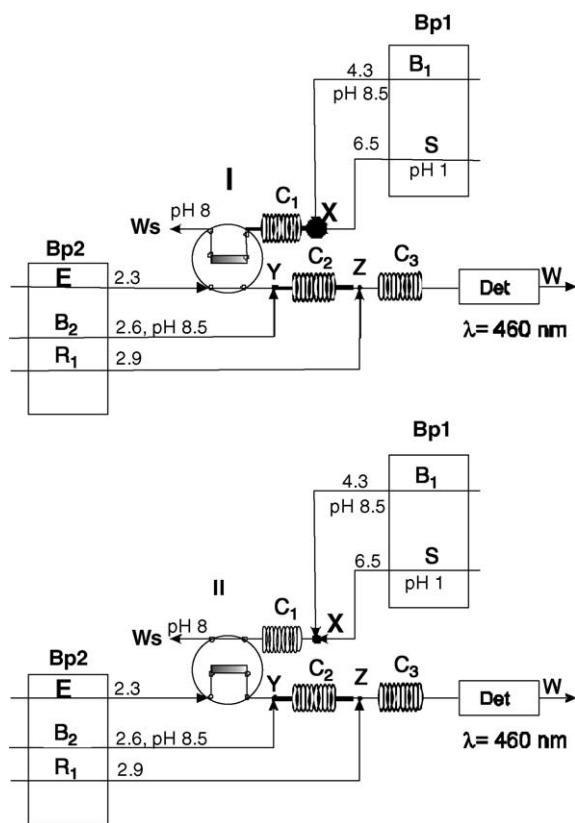 Bp1
4.3 B₁
pH 8.5
6.5 S
pH 1
I
C₁ X
Ws pH 8
Bp2
E 2.3 Y C₂ Z C₃ Det W
B₂ 2.6, pH 8.5 λ= 460 nm
R₁ 2.9
Bp1
4.3 B₁
pH 8.5
6.5 S
pH 1
II
C₁ X
Ws pH 8
Bp2
E 2.3 Y C₂ Z C₃ Det W
B₂ 2.6, pH 8.5 λ= 460 nm
R₁ 2.9